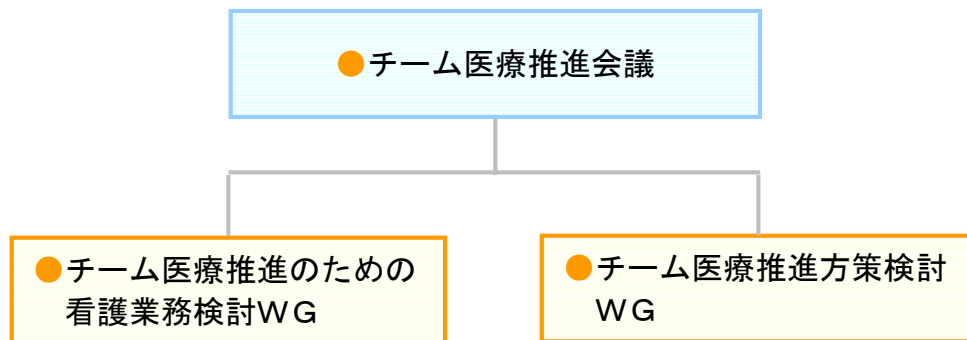 ●チーム医療推進会議
●チーム医療推進のための
看護業務検討ＷＧ
●チーム医療推進方策検討
ＷＧ